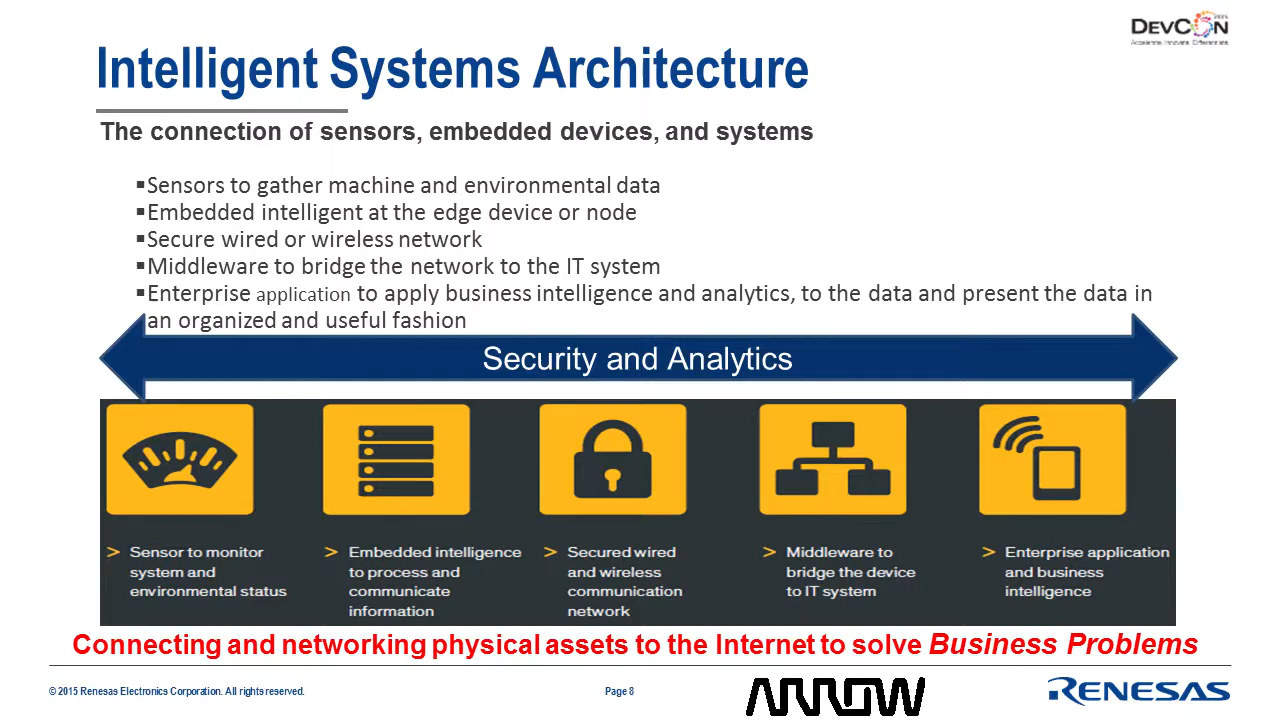 DEVCON
Intelligent Systems Architecture
The connection of sensors, embedded devices, and systems
▪Sensors to gather machine and environmental data
▪Embedded intelligent at the edge device or node
▪Secure wired or wireless network
▪Middleware to bridge the network to the IT system
▪Enterprise application to apply business intelligence and analytics, to the data and present the data in
an organized and useful fashion
Security and Analytics
> Sensor to monitor
system and
environmental status
> Embedded intelligence
to process and
communicate
information
> Secured wired
and wireless
communication
network
> Middleware to
bridge the device
to IT system
> Enterprise application
and business
intelligence
Connecting and networking physical assets to the Internet to solve Business Problems
© 2015 Renesas Electronics Corporation. All rights reserved.
Page 8
ARROW
RENESAS